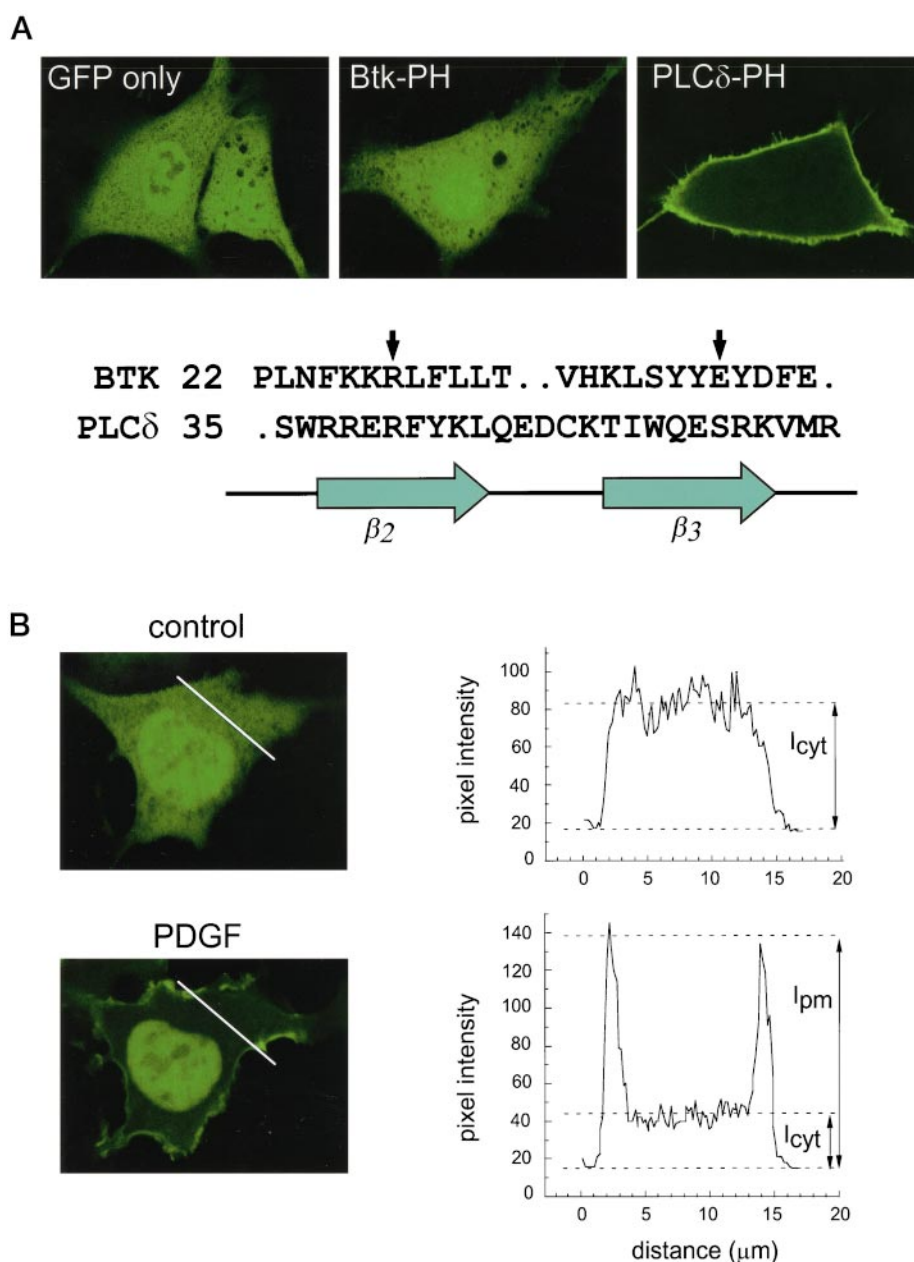 A
GFP only
Btk-PH
PLCδ-PH
BTK 22 PLNFKKRLFLLT..VHKLSYYEYDFE.
PLCδ 35 .SWRRERFYKLQEDCKTIWQESRKVMR
β2
β3
B
control
pixel intensity
100
80
60
40
20
0
0 5 10 15 20
Icyt
PDGF
pixel intensity
140
120
100
80
60
40
20
0
0 5 10 15 20
Ipm
Icyt
distance (μm)